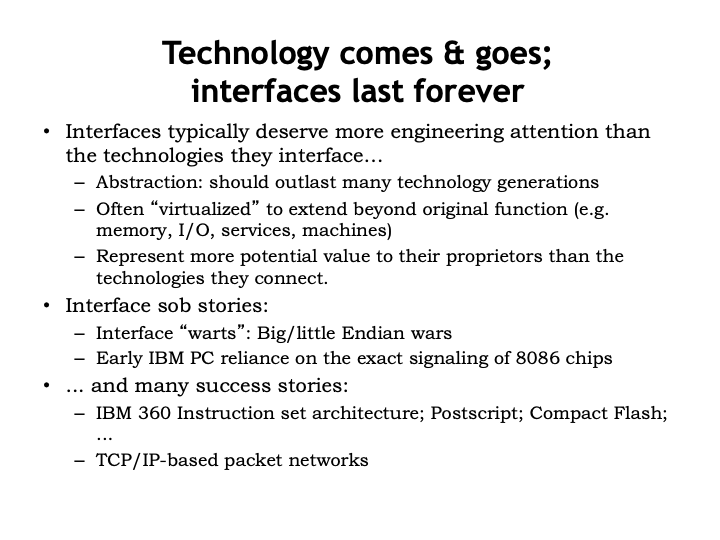 Technology comes & goes;
interfaces last forever
• Interfaces typically deserve more engineering attention than
the technologies they interface…
– Abstraction: should outlast many technology generations
– Often “virtualized” to extend beyond original function (e.g.
memory, I/O, services, machines)
– Represent more potential value to their proprietors than the
technologies they connect.
• Interface sob stories:
– Interface “warts”: Big/little Endian wars
– Early IBM PC reliance on the exact signaling of 8086 chips
• ... and many success stories:
– IBM 360 Instruction set architecture; Postscript; Compact Flash;
...
– TCP/IP-based packet networks